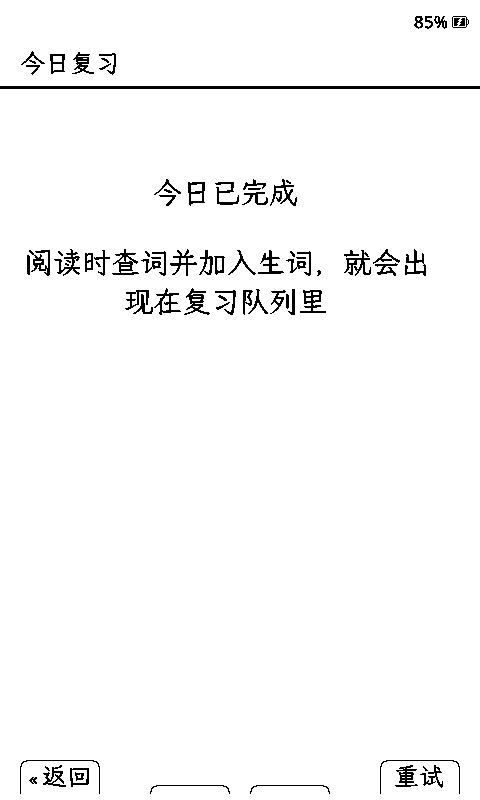 85%
今日复习
今日已完成
阅读时查词并加入生词，就会出
现在复习队列里
«返回
重试